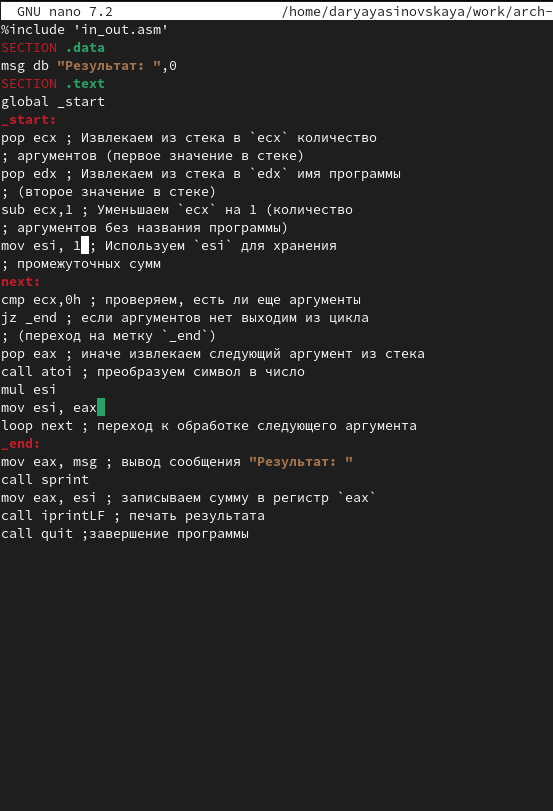 GNU nano 7.2 /home/daryayasinovskaya/work/arch-
%include 'in_out.asm'
SECTION .data
msg db "Результат: ",0
SECTION .text
global _start
_start:
pop ecx ; Извлекаем из стека в `ecx` количество
; аргументов (первое значение в стеке)
pop edx ; Извлекаем из стека в `edx` имя программы
; (второе значение в стеке)
sub ecx,1 ; Уменьшаем `ecx` на 1 (количество
; аргументов без названия программы)
mov esi, 1 ; Используем `esi` для хранения
; промежуточных сумм
next:
cmp ecx,0h ; проверяем, есть ли еще аргументы
jz _end ; если аргументов нет выходим из цикла
; (переход на метку `_end`)
pop eax ; иначе извлекаем следующий аргумент из стека
call atoi ; преобразуем символ в число
mul esi
mov esi, eax
loop next ; переход к обработке следующего аргумента
_end:
mov eax, msg ; вывод сообщения "Результат: "
call sprint
mov eax, esi ; записываем сумму в регистр `eax`
call iprintLF ; печать результата
call quit ;завершение программы